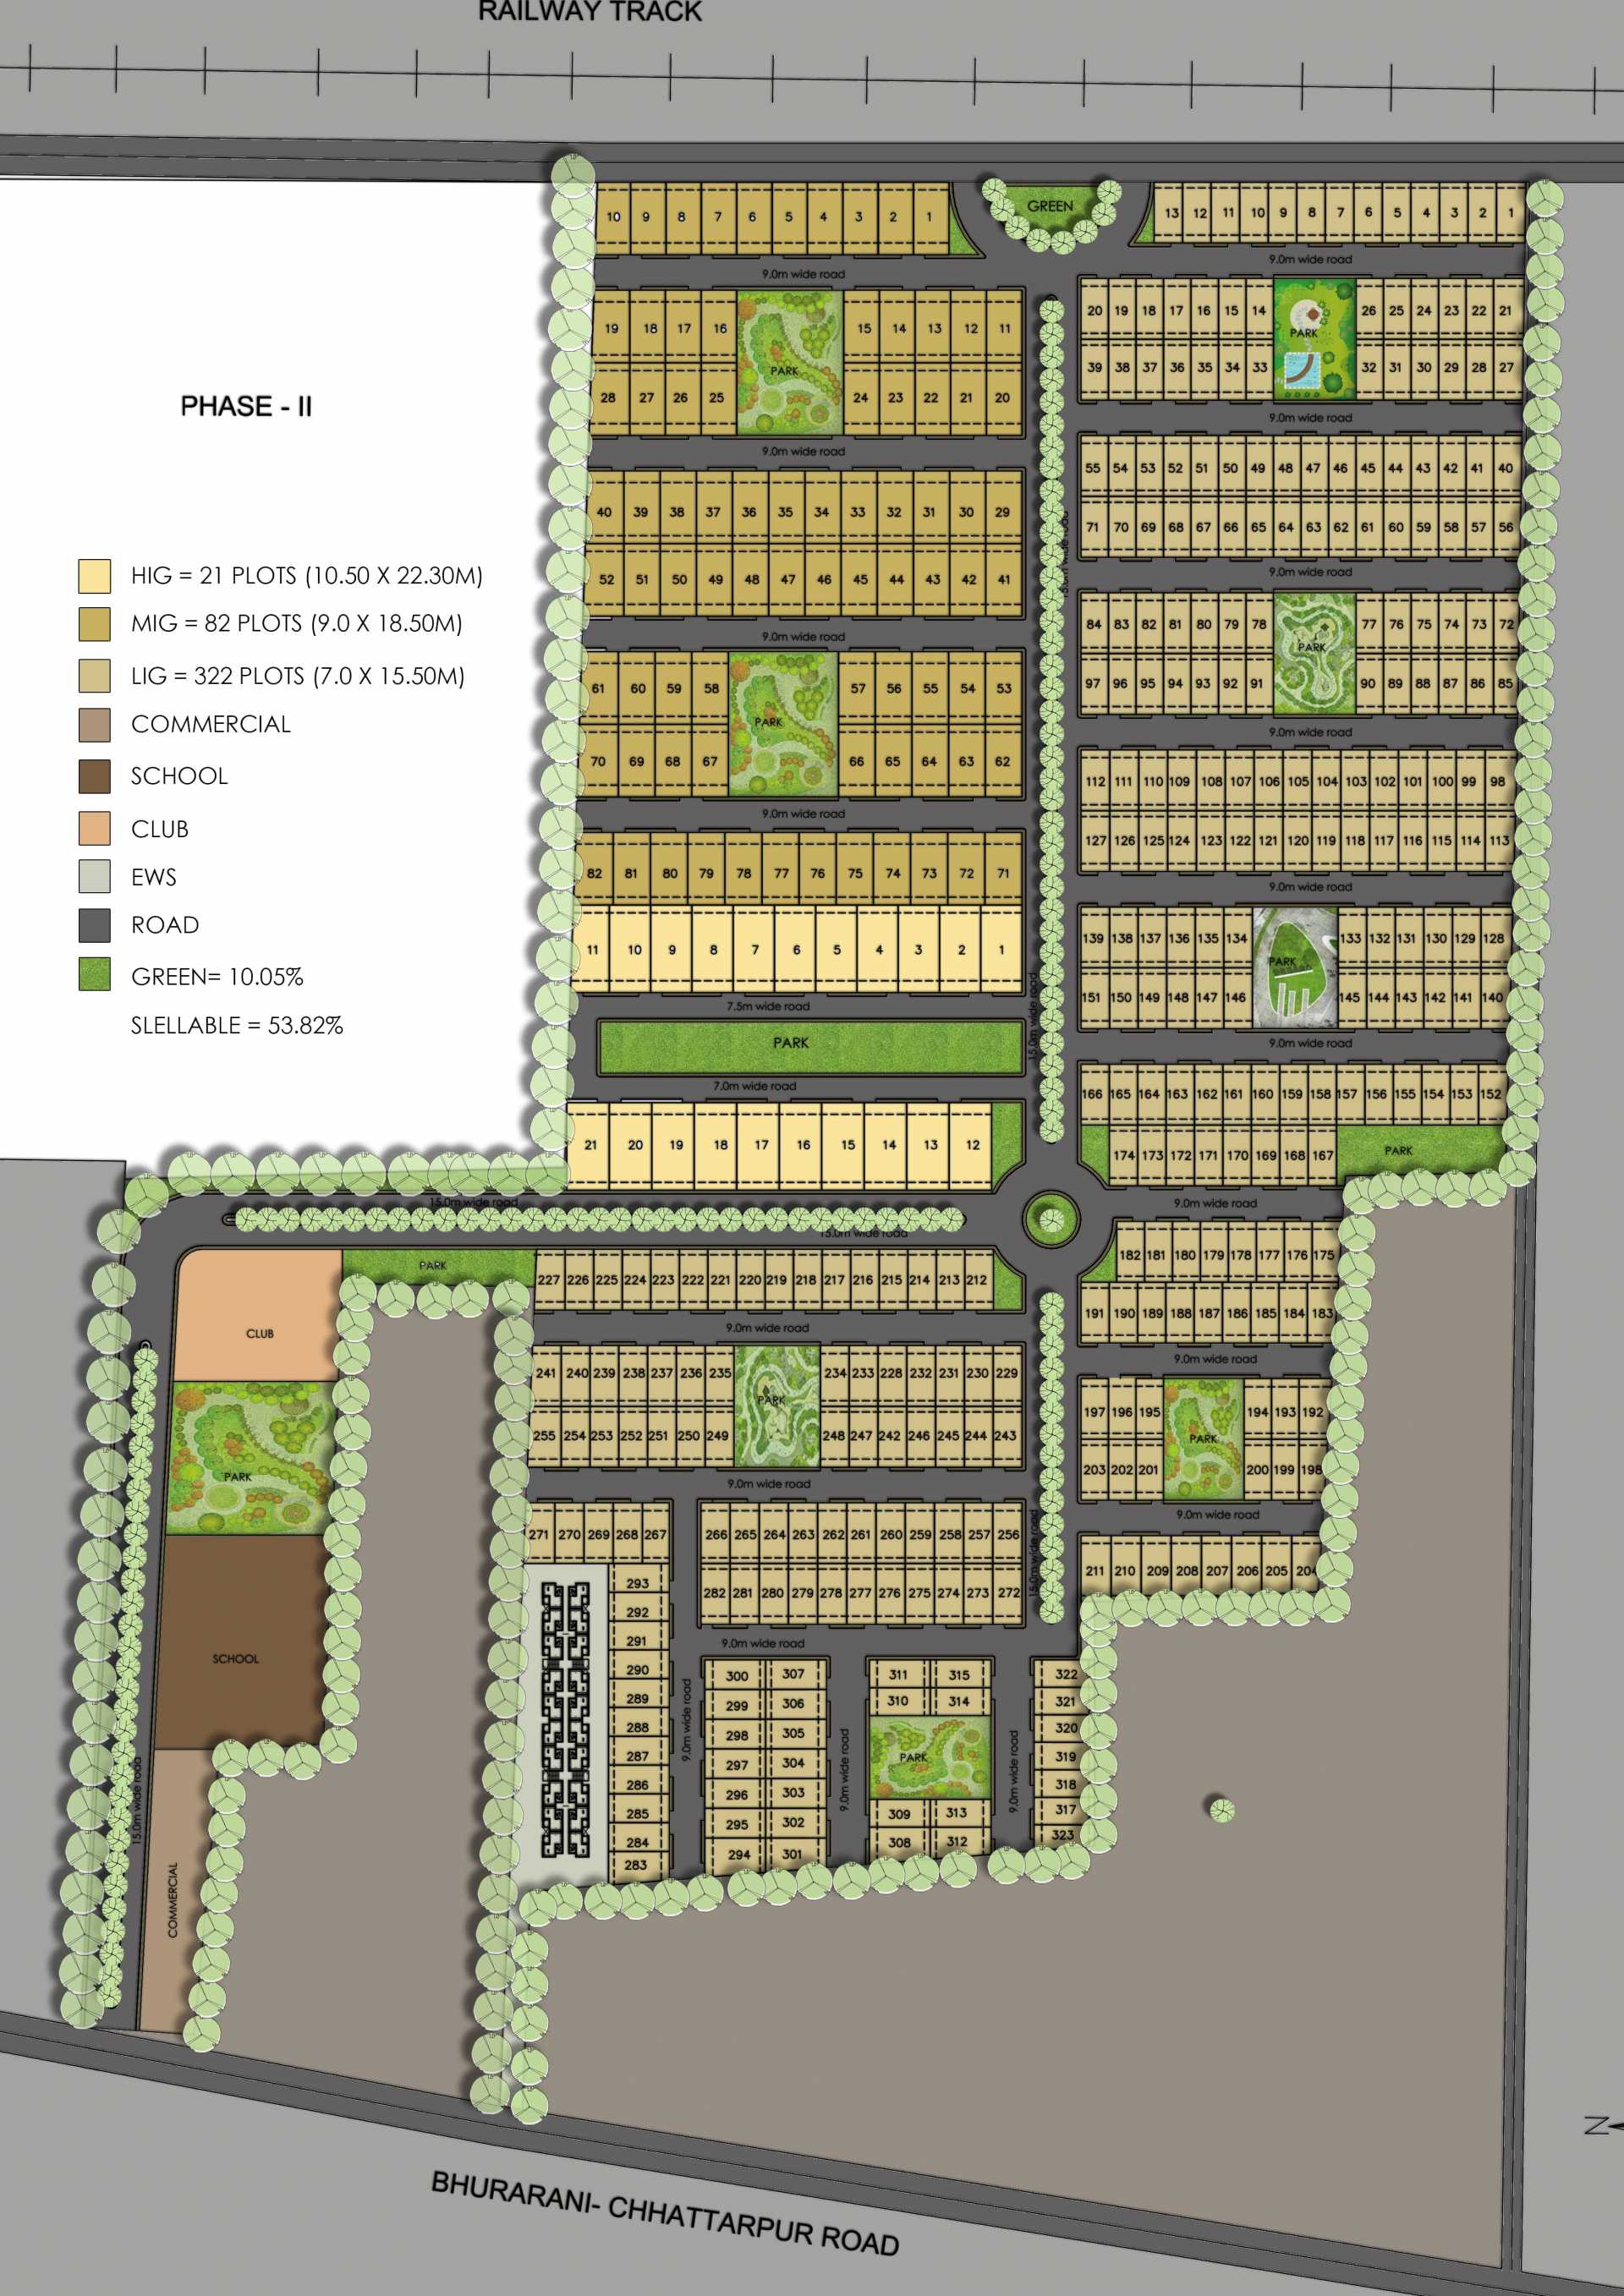 RAILWAY TRACK
GREEN
10 9 8 7 6 5 4 3 2 1
13 12 11 10 9 8 7 6 5 4 3 2 1
9.0m wide road
9.0m wide road
19 18 17 16 15 14 13 12 11
PARK
28 27 26 25 24 23 22 21 20
20 19 18 17 16 15 14 26 25 24 23 22 21
PARK
39 38 37 36 35 34 33 32 31 30 29 28 27
PHASE - II
9.0m wide road
9.0m wide road
40 39 38 37 36 35 34 33 32 31 30 29
52 51 50 49 48 47 46 45 44 43 42 41
55 54 53 52 51 50 49 48 47 46 45 44 43 42 41 40
71 70 69 68 67 66 65 64 63 62 61 60 59 58 57 56
HIG = 21 PLOTS (10.50 X 22.30M)
MIG = 82 PLOTS (9.0 X 18.50M)
LIG = 322 PLOTS (7.0 X 15.50M)
COMMERCIAL
SCHOOL
CLUB
EWS
ROAD
GREEN= 10.05%
SLELLABLE = 53.82%
9.0m wide road
9.0m wide road
61 60 59 58 57 56 55 54 53
PARK
70 69 68 67 66 65 64 63 62
84 83 82 81 80 79 78 77 76 75 74 73 72
PARK
97 96 95 94 93 92 91 90 89 88 87 86 85
9.0m wide road
9.0m wide road
82 81 80 79 78 77 76 75 74 73 72 71
11 10 9 8 7 6 5 4 3 2 1
112 111 110 109 108 107 106 105 104 103 102 101 100 99 98
127 126 125 124 123 122 121 120 119 118 117 116 115 114 113
9.0m wide road
139 138 137 136 135 134 133 132 131 130 129 128
PARK
151 150 149 148 147 146 145 144 143 142 141 140
7.5m wide road
15.0m wide road
PARK
7.0m wide road
9.0m wide road
21 20 19 18 17 16 15 14 13 12
166 165 164 163 162 161 160 159 158 157 156 155 154 153 152
174 173 172 171 170 169 168 167
PARK
15.0m wide road
15.0m wide road
9.0m wide road
182 181 180 179 178 177 176 175
191 190 189 188 187 186 185 184 183
PARK
227 226 225 224 223 222 221 220 219 218 217 216 215 214 213 212
CLUB
9.0m wide road
9.0m wide road
241 240 239 238 237 236 235 234 233 228 232 231 230 229
PARK
255 254 253 252 251 250 249 248 247 242 246 245 244 243
197 196 195 194 193 192
PARK
203 202 201 200 199 198
PARK
9.0m wide road
9.0m wide road
271 270 269 268 267
266 265 264 263 262 261 260 259 258 257 256
282 281 280 279 278 277 276 275 274 273 272
15.0m wide road
211 210 209 208 207 206 205 204
SCHOOL
9.0m wide road
293
292
291
290
289
288
287
286
285
284
283
9.0m wide road
300 307
299 306
298 305
297 304
296 303
295 302
294 301
9.0m wide road
311 315
310 314
PARK
309 313
308 312
9.0m wide road
322
321
320
319
318
317
323
15.0m wide road
COMMERCIAL
N
BHURARANI- CHHATTARPUR ROAD